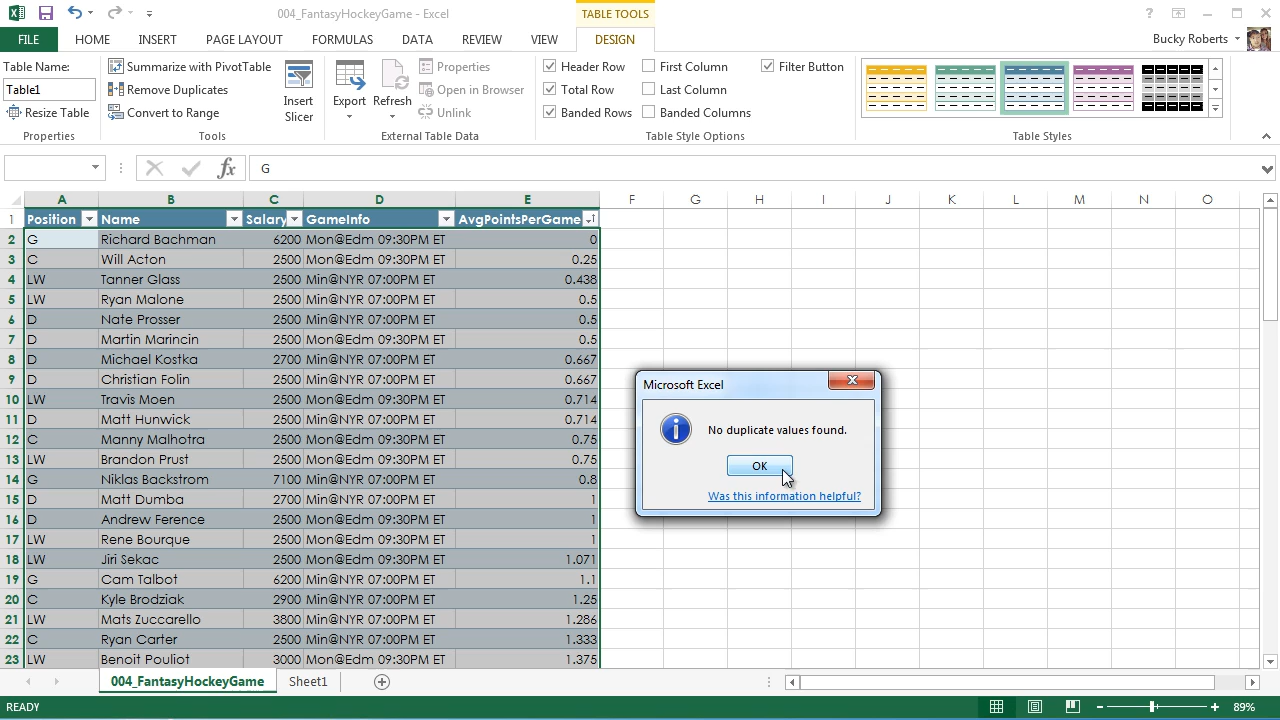 004_FantasyHockeyGame - Excel
TABLE TOOLS
?
FILE HOME INSERT PAGE LAYOUT FORMULAS DATA REVIEW VIEW DESIGN Bucky Roberts
Table Name:
Table1
Resize Table
Properties
Summarize with PivotTable
Remove Duplicates
Convert to Range
Tools
Insert
Slicer
Export
Refresh
Properties
Open in Browser
Unlink
External Table Data
Header Row
Total Row
Banded Rows
First Column
Last Column
Banded Columns
Filter Button
Table Style Options
Table Styles
fx G
A B C D E F G H I J K L M N O
1 Position Name Salary GameInfo AvgPointsPerGame
2 G Richard Bachman 6200 Mon@Edm 09:30PM ET 0
3 C Will Acton 2500 Mon@Edm 09:30PM ET 0.25
4 LW Tanner Glass 2500 Min@NYR 07:00PM ET 0.438
5 LW Ryan Malone 2500 Min@NYR 07:00PM ET 0.5
6 D Nate Prosser 2500 Min@NYR 07:00PM ET 0.5
7 D Martin Marincin 2500 Mon@Edm 09:30PM ET 0.5
8 D Michael Kostka 2700 Min@NYR 07:00PM ET 0.667
9 D Christian Folin 2500 Min@NYR 07:00PM ET 0.667
10 LW Travis Moen 2500 Mon@Edm 09:30PM ET 0.714
11 D Matt Hunwick 2500 Min@NYR 07:00PM ET 0.714
12 C Manny Malhotra 2500 Mon@Edm 09:30PM ET 0.75
13 LW Brandon Prust 2500 Mon@Edm 09:30PM ET 0.75
14 G Niklas Backstrom 7100 Min@NYR 07:00PM ET 0.8
15 D Matt Dumba 2700 Min@NYR 07:00PM ET 1
16 D Andrew Ference 2500 Mon@Edm 09:30PM ET 1
17 LW Rene Bourque 2500 Mon@Edm 09:30PM ET 1
18 LW Jiri Sekac 2500 Mon@Edm 09:30PM ET 1.071
19 G Cam Talbot 6200 Min@NYR 07:00PM ET 1.1
20 C Kyle Brodziak 2900 Min@NYR 07:00PM ET 1.25
21 LW Mats Zuccarello 3800 Min@NYR 07:00PM ET 1.286
22 C Ryan Carter 2500 Min@NYR 07:00PM ET 1.333
23 LW Benoit Pouliot 3000 Mon@Edm 09:30PM ET 1.375
Microsoft Excel
No duplicate values found.
OK
Was this information helpful?
004_FantasyHockeyGame Sheet1
READY 89%